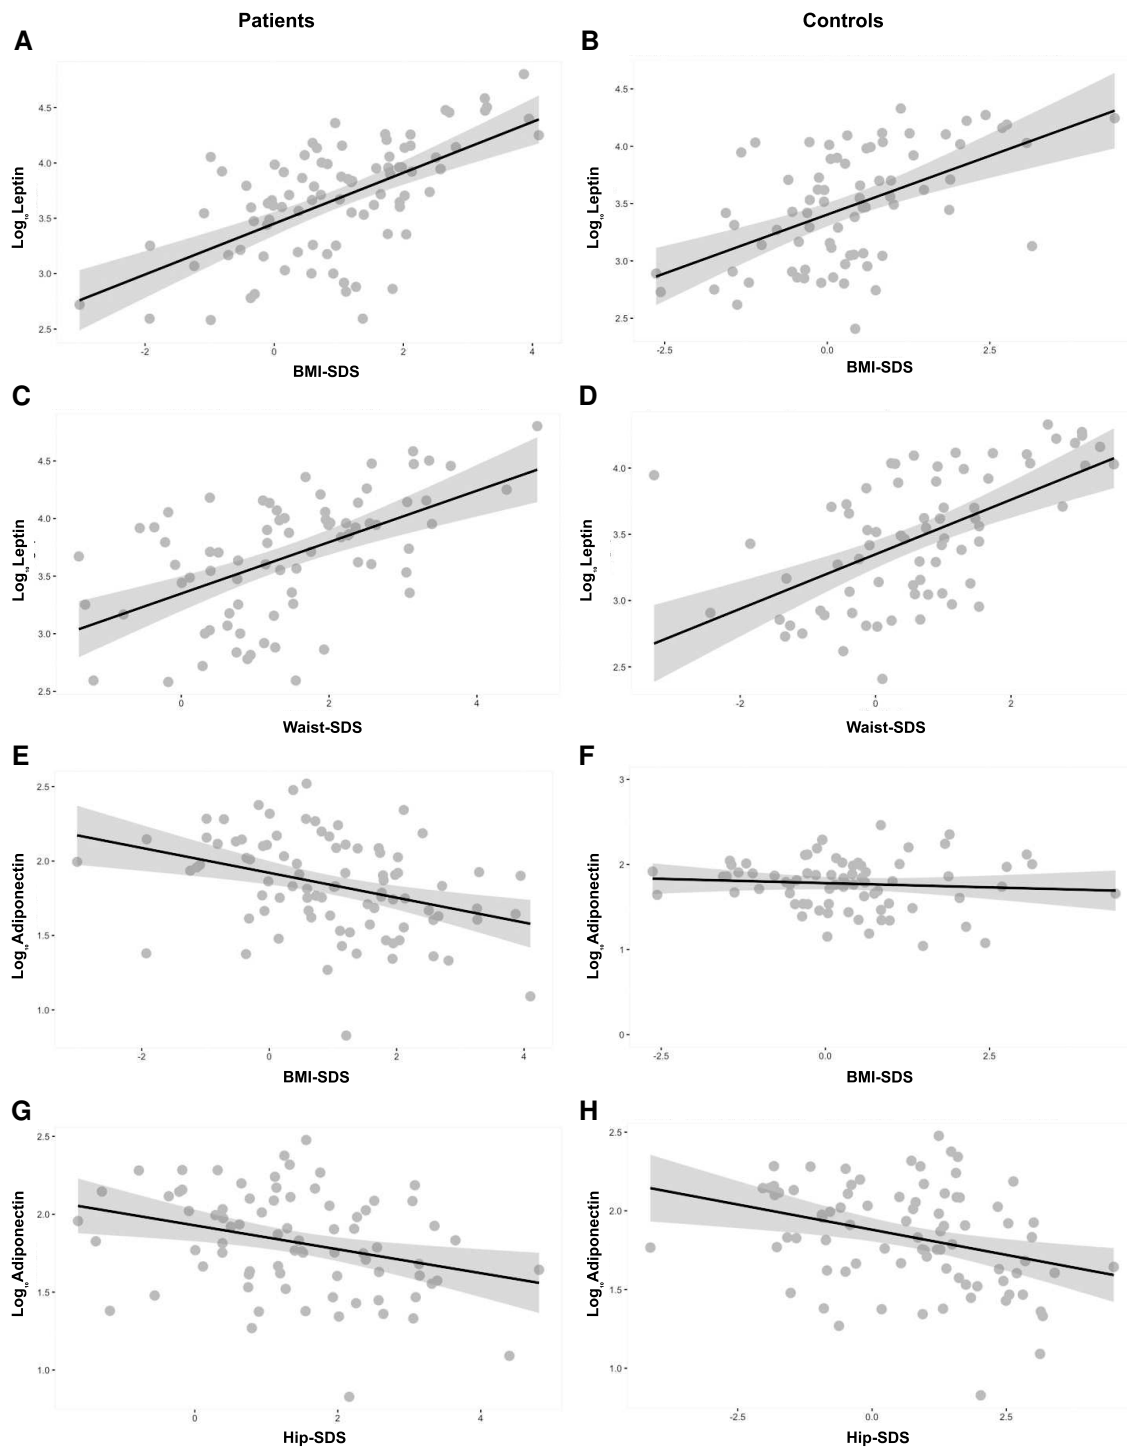 Patients
Controls
A
B
4.5
4.0
3.5
3.0
2.5
Log₁₀Leptin
-2
0
2
4
BMI-SDS
4.5
4.0
3.5
3.0
2.5
Log₁₀Leptin
-2.5
0.0
2.5
BMI-SDS
C
D
4.5
4.0
3.5
3.0
2.5
Log₁₀Leptin
0
2
4
Waist-SDS
4.0
3.5
3.0
2.5
Log₁₀Leptin
-2
0
2
Waist-SDS
E
F
2.5
2.0
1.5
1.0
Log₁₀Adiponectin
-2
0
2
4
BMI-SDS
3
2
1
0
Log₁₀Adiponectin
-2.5
0.0
2.5
BMI-SDS
G
H
2.5
2.0
1.5
1.0
Log₁₀Adiponectin
0
2
4
Hip-SDS
2.5
2.0
1.5
1.0
Log₁₀Adiponectin
-2.5
0.0
2.5
Hip-SDS